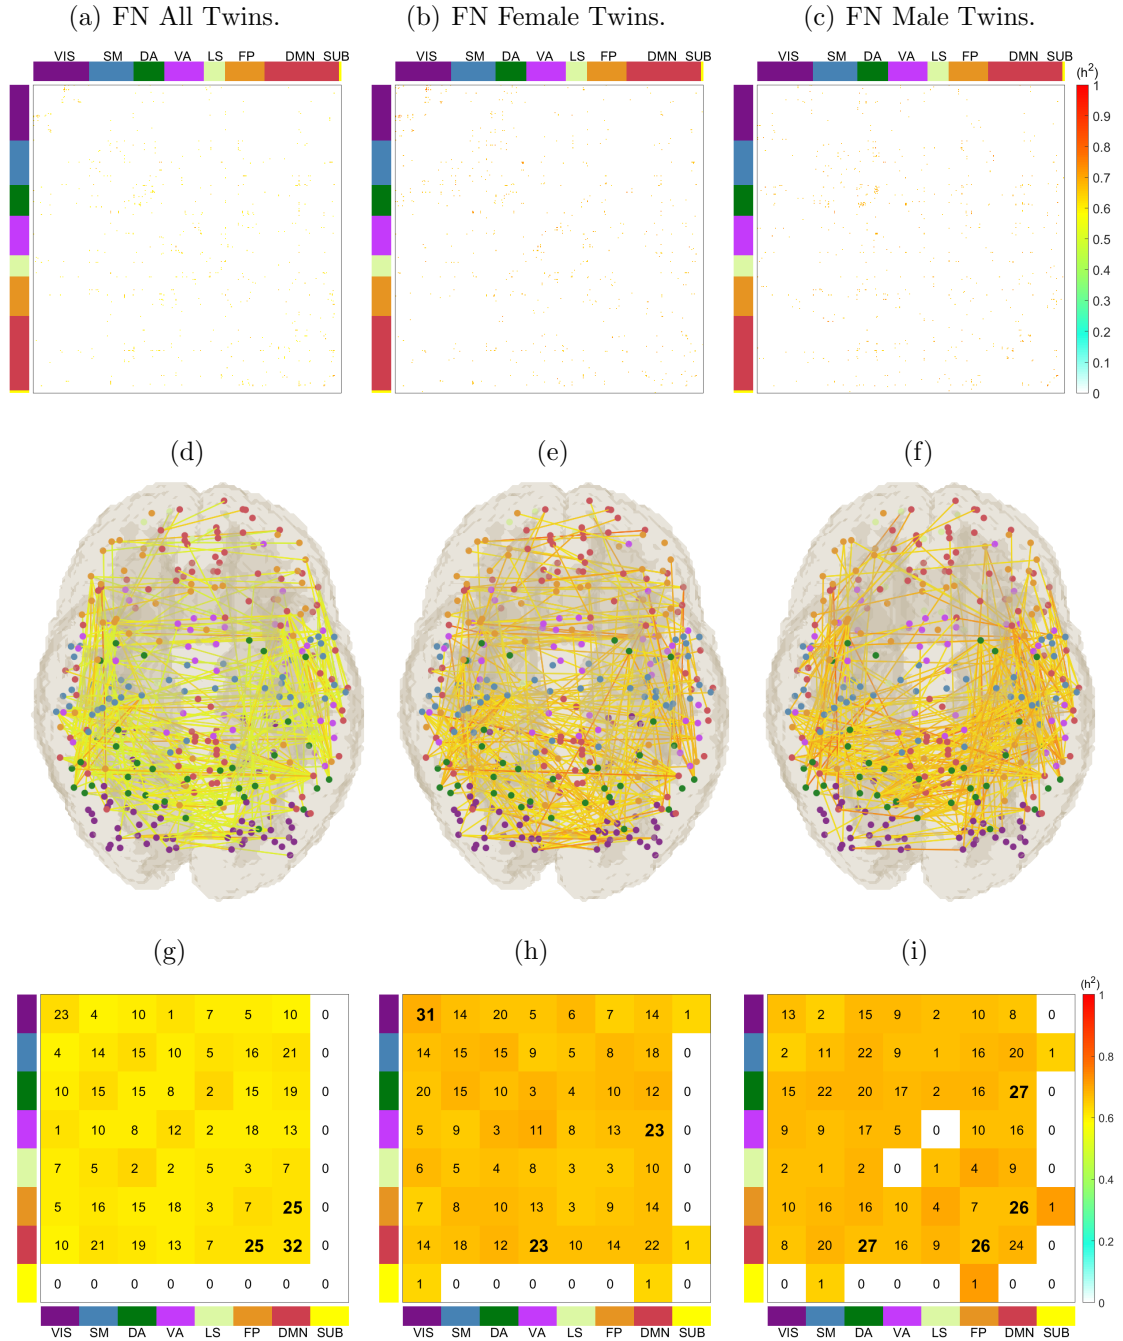 (a) FN All Twins. (b) FN Female Twins. (c) FN Male Twins.
VIS SM DA VA LS FP DMN SUB VIS SM DA VA LS FP DMN SUB VIS SM DA VA LS FP DMN SUB
(h²)
1
0.9
0.8
0.7
0.6
0.5
0.4
0.3
0.2
0.1
0
(d) (e) (f)
(g) (h) (i)
(h²)
23 4 10 1 7 5 10 0
4 14 15 10 5 16 21 0
10 15 15 8 2 15 19 0
1 10 8 12 2 18 13 0
7 5 2 2 5 3 7 0
5 16 15 18 3 7 25 0
10 21 19 13 7 25 32 0
0 0 0 0 0 0 0 0
VIS SM DA VA LS FP DMN SUB
31 14 20 5 6 7 14 1
14 15 15 9 5 8 18 0
20 15 10 3 4 10 12 0
5 9 3 11 8 13 23 0
6 5 4 8 3 3 10 0
7 8 10 13 3 9 14 0
14 18 12 23 10 14 22 1
1 0 0 0 0 0 1 0
VIS SM DA VA LS FP DMN SUB
13 2 15 9 2 10 8 0
2 11 22 9 1 16 20 1
15 22 20 17 2 16 27 0
9 9 17 5 0 10 16 0
2 1 2 0 1 4 9 0
10 16 16 10 4 7 26 1
8 20 27 16 9 26 24 0
0 1 0 0 0 1 0 0
VIS SM DA VA LS FP DMN SUB
1
0.8
0.6
0.4
0.2
0